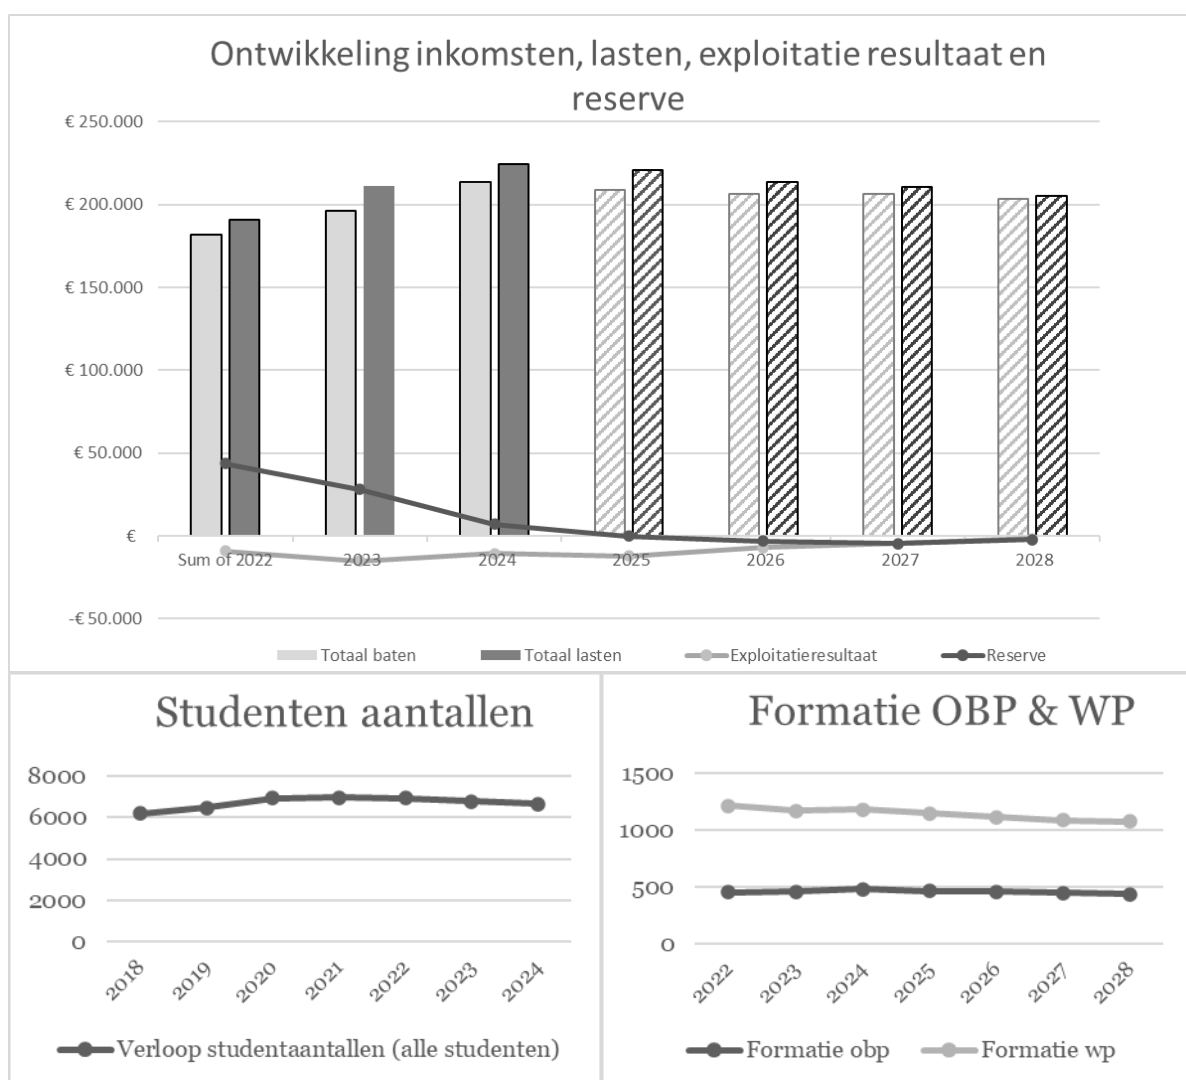 Ontwikkeling inkomsten, lasten, exploitatie resultaat en
reserve
€ 250.000
€ 200.000
€ 150.000
€ 100.000
€ 50.000
€
-€ 50.000
Sum of 2022 2023 2024 2025 2026 2027 2028
Totaal baten Totaal lasten Exploitatieresultaat Reserve
Studenten aantallen
8000
6000
4000
2000
0
2018 2019 2020 2021 2022 2023 2024
Verloop studentaantallen (alle studenten)
Formatie OBP & WP
1500
1000
500
0
2022 2023 2024 2025 2026 2027 2028
Formatie obp Formatie wp